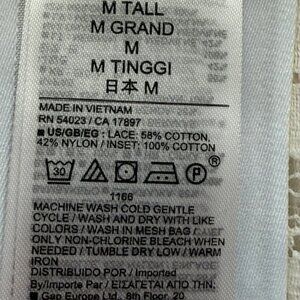 M TALL
M GRAND
M
M TINGGI
日本 M
MADE IN VIETNAM
RN 54023 / CA 17897
■ US/GB/EG: LACE: 58% COTTON,
42% NYLON / INSET: 100% COTTON
30
P
®
1166
MACHINE WASH COLD GENTLE
CYCLE / WASH AND DRY WITH LIKE
COLORS / WASH IN MESH BAG /
ONLY NON-CHLORINE BLEACH WHEN
NEEDED / TUMBLE DRY LOW / WARM
IRON
DISTRIBUIDO POR / Imported
By/Importe Par / ΕΙΣΑΓΕΤΑΙ ΑΠΟ ΤΗΝ:
■ Gap Europe Ltd., 8th Floor, 20